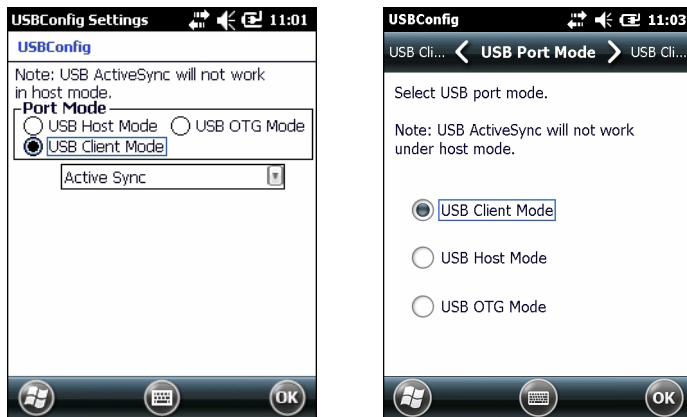 USBConfig Settings 11:01
USBConfig
Note: USB ActiveSync will not work
in host mode.
Port Mode
USB Host Mode USB OTG Mode
USB Client Mode
Active Sync
OK
USBConfig 11:03
USB Cli... USB Port Mode USB Cli...
Select USB port mode.
Note: USB ActiveSync will not work
under host mode.
USB Client Mode
USB Host Mode
USB OTG Mode
OK